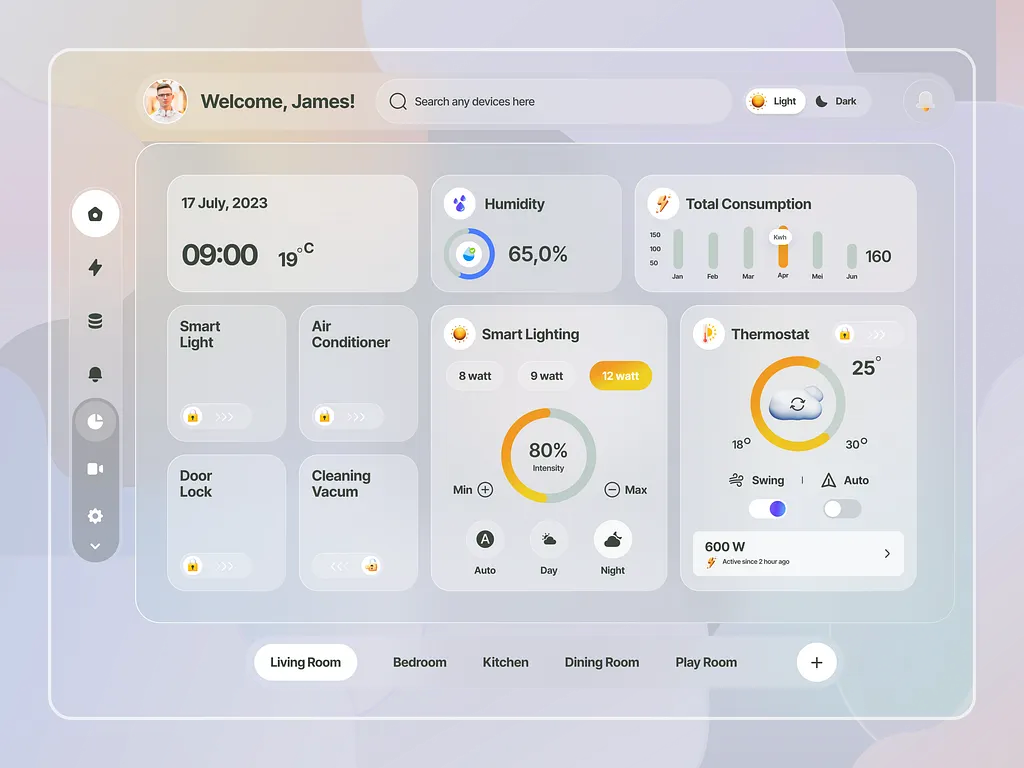 Welcome, James!
Search any devices here
Light
Dark
17 July, 2023
09:00
19°C
Humidity
65,0%
Total Consumption
150
100
50
Kwh
Jan
Feb
Mar
Apr
Mei
Jun
160
Smart
Light
Air
Conditioner
Door
Lock
Cleaning
Vacum
Smart Lighting
8 watt
9 watt
12 watt
80%
Intensity
Min
Max
A
Auto
Day
Night
Thermostat
25°
18°
30°
Swing
Auto
600 W
Active since 2 hour ago
Living Room
Bedroom
Kitchen
Dining Room
Play Room